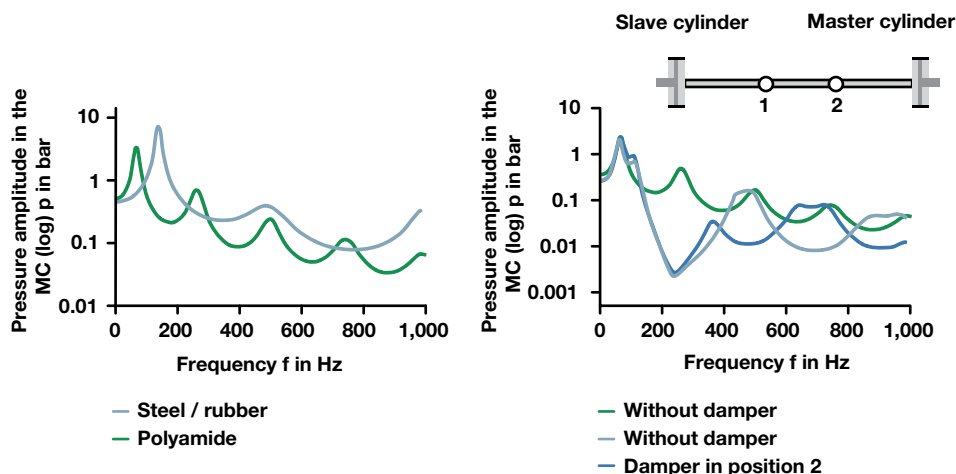 Slave cylinder
Master cylinder
1
2
Pressure amplitude in the
MC (log) p in bar
10
1
0.1
0.01
0
200
400
600
800
1,000
Frequency f in Hz
Steel / rubber
Polyamide
Pressure amplitude in the
MC (log) p in bar
10
1
0.1
0.01
0.001
0
200
400
600
800
1,000
Frequency f in Hz
Without damper
Without damper
Damper in position 2